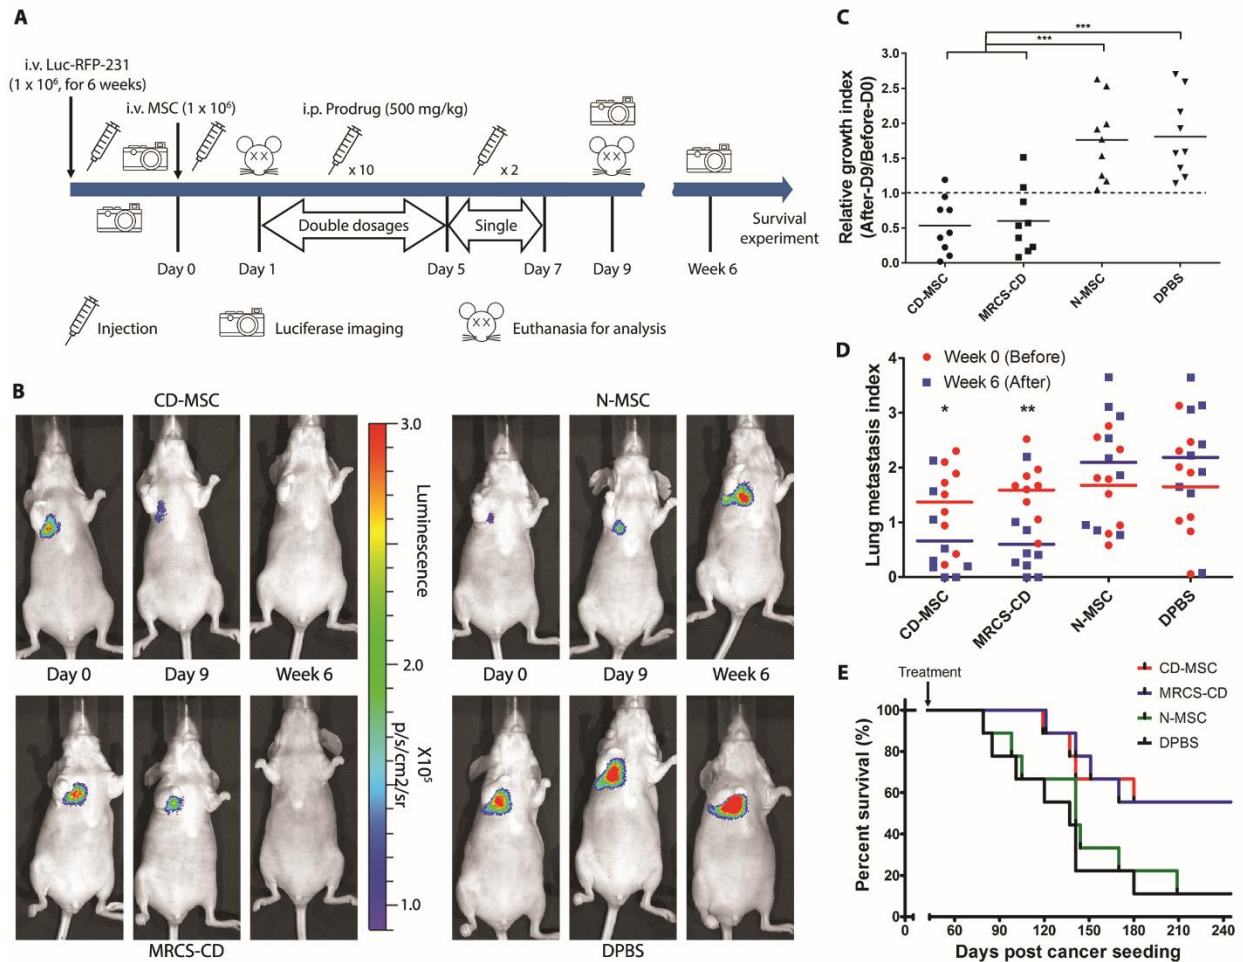 A
i.v. Luc-RFP-231
(1 x 10⁶, for 6 weeks)
i.v. MSC (1 x 10⁶)
i.p. Prodrug (500 mg/kg)
x 10
x 2
Double dosages
Single
Survival
experiment
Day 0
Day 1
Day 5
Day 7
Day 9
Week 6
Injection
Luciferase imaging
Euthanasia for analysis
B
CD-MSC
N-MSC
Day 0
Day 9
Week 6
Day 0
Day 9
Week 6
MRCS-CD
DPBS
3.0
2.0
1.0
Luminescence
X10⁵
p/s/cm2/sr
C
***
***
Relative growth index
(After-D9/Before-D0)
3.0
2.5
2.0
1.5
1.0
0.5
0.0
CD-MSC
MRCS-CD
N-MSC
DPBS
D
Week 0 (Before)
Week 6 (After)
*
**
Lung metastasis index
4
3
2
1
0
CD-MSC
MRCS-CD
N-MSC
DPBS
E
Treatment
CD-MSC
MRCS-CD
N-MSC
DPBS
Percent survival (%)
100
80
60
40
20
0
0
60
90
120
150
180
210
240
Days post cancer seeding